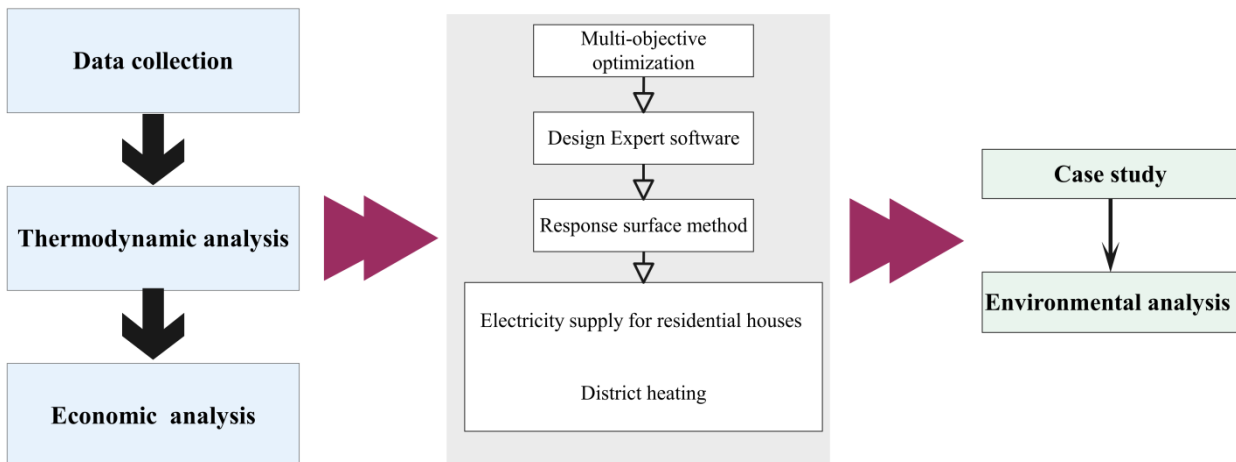 Data collection
Thermodynamic analysis
Economic analysis
Multi-objective
optimization
Design Expert software
Response surface method
Electricity supply for residential houses
District heating
Case study
Environmental analysis